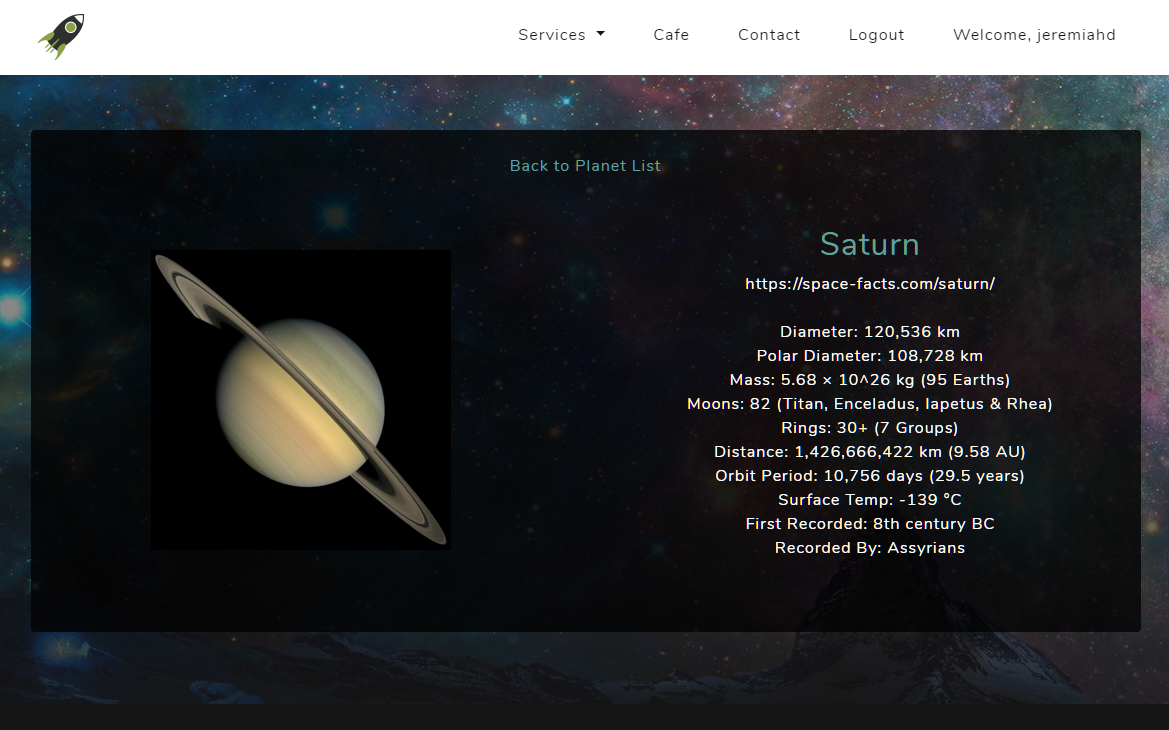 Services
Cafe
Contact
Logout
Welcome, jeremiahd
Back to Planet List
Saturn
https://space-facts.com/saturn/
Diameter: 120,536 km
Polar Diameter: 108,728 km
Mass: 5.68 × 10^26 kg (95 Earths)
Moons: 82 (Titan, Enceladus, Iapetus & Rhea)
Rings: 30+ (7 Groups)
Distance: 1,426,666,422 km (9.58 AU)
Orbit Period: 10,756 days (29.5 years)
Surface Temp: -139 °C
First Recorded: 8th century BC
Recorded By: Assyrians